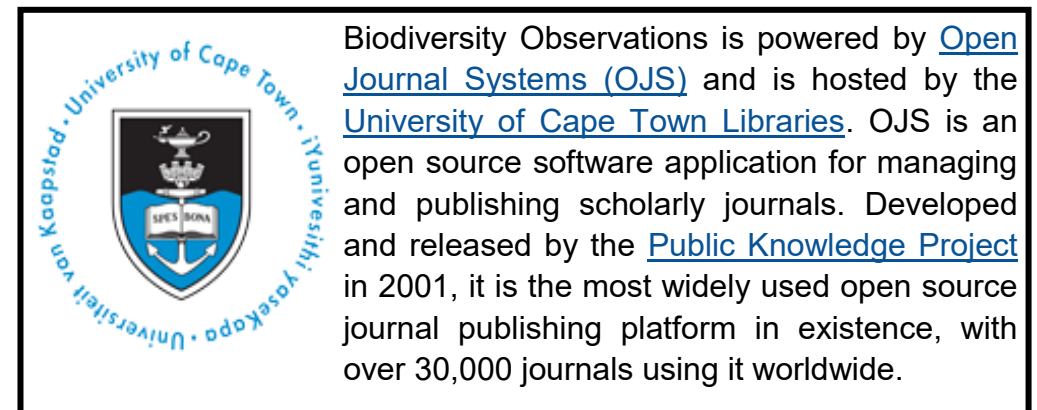 University of Cape Town · iYunivesithi yaseKapa · Universiteit van Kaapstad ·
SPES BONA
Biodiversity Observations is powered by Open
Journal Systems (OJS) and is hosted by the
University of Cape Town Libraries. OJS is an
open source software application for managing
and publishing scholarly journals. Developed
and released by the Public Knowledge Project
in 2001, it is the most widely used open source
journal publishing platform in existence, with
over 30,000 journals using it worldwide.